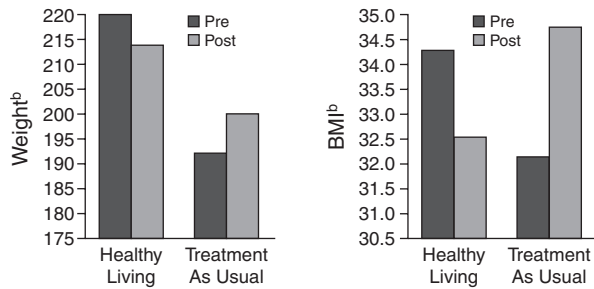 220
215
210
205
200
195
190
185
180
175
Weightᵇ
Pre
Post
Healthy
Living
Treatment
As Usual
35.0
34.5
34.0
33.5
33.0
32.5
32.0
31.5
31.0
30.5
BMIᵇ
Pre
Post
Healthy
Living
Treatment
As Usual